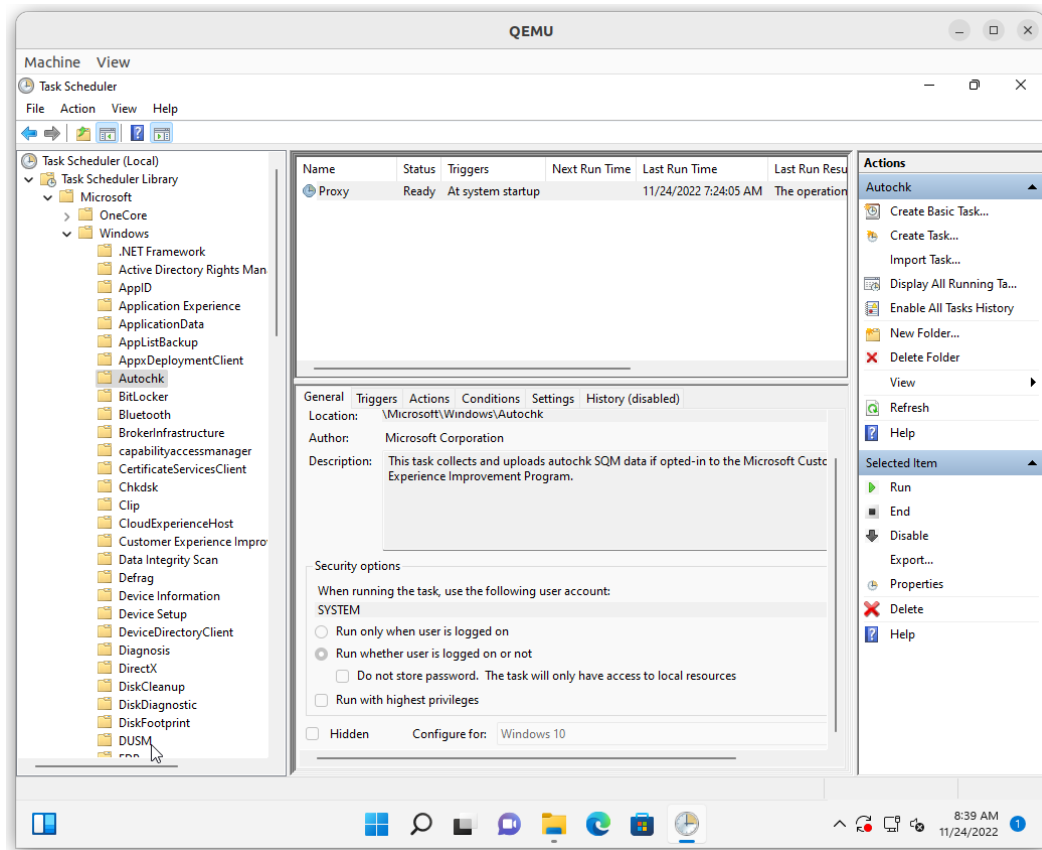 QEMU
Machine View
Task Scheduler
File Action View Help
Task Scheduler (Local)
Task Scheduler Library
Microsoft
OneCore
Windows
.NET Framework
Active Directory Rights Man
AppID
Application Experience
ApplicationData
AppListBackup
AppxDeploymentClient
Autochk
BitLocker
Bluetooth
BrokerInfrastructure
capabilityaccessmanager
CertificateServicesClient
Chkdsk
Clip
CloudExperienceHost
Customer Experience Impro
Data Integrity Scan
Defrag
Device Information
Device Setup
DeviceDirectoryClient
Diagnosis
DirectX
DiskCleanup
DiskDiagnostic
DiskFootprint
DUSM
Name Status Triggers Next Run Time Last Run Time Last Run Resu
Proxy Ready At system startup 11/24/2022 7:24:05 AM The operation
General Triggers Actions Conditions Settings History (disabled)
Location: \Microsoft\Windows\Autochk
Author: Microsoft Corporation
Description: This task collects and uploads autochk SQM data if opted-in to the Microsoft Custc
Experience Improvement Program.
Security options
When running the task, use the following user account:
SYSTEM
Run only when user is logged on
Run whether user is logged on or not
Do not store password. The task will only have access to local resources
Run with highest privileges
Hidden Configure for: Windows 10
Actions
Autochk
Create Basic Task...
Create Task...
Import Task...
Display All Running Ta...
Enable All Tasks History
New Folder...
Delete Folder
View
Refresh
Help
Selected Item
Run
End
Disable
Export...
Properties
Delete
Help
8:39 AM
11/24/2022
1